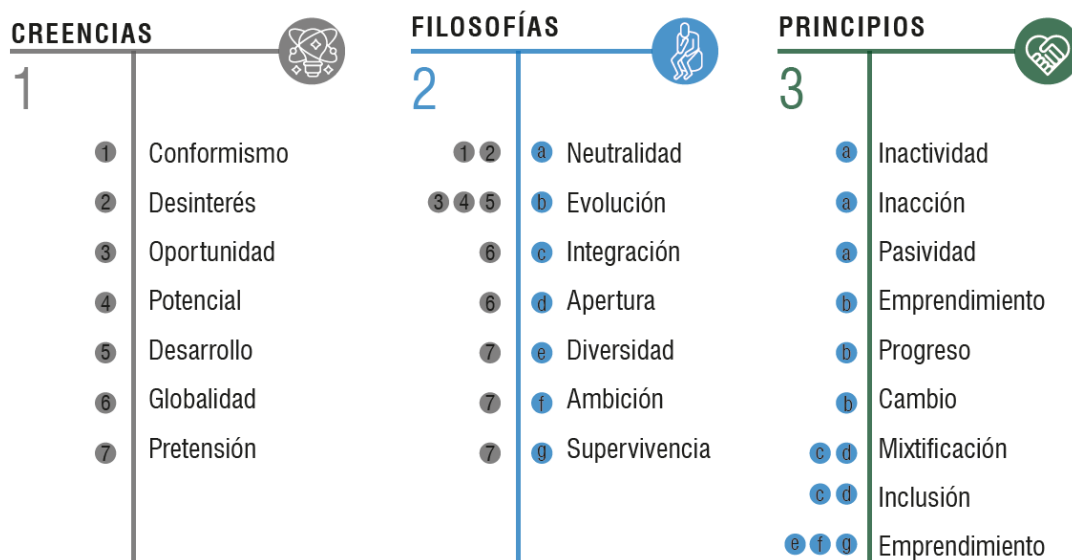 CREENCIAS
1
1 Conformismo
2 Desinterés
3 Oportunidad
4 Potencial
5 Desarrollo
6 Globalidad
7 Pretensión
FILOSOFÍAS
2
1 2 a Neutralidad
3 4 5 b Evolución
6 c Integración
6 d Apertura
7 e Diversidad
7 f Ambición
7 g Supervivencia
PRINCIPIOS
3
a Inactividad
a Inacción
a Pasividad
b Emprendimiento
b Progreso
b Cambio
c d Mixtificación
c d Inclusión
e f g Emprendimiento